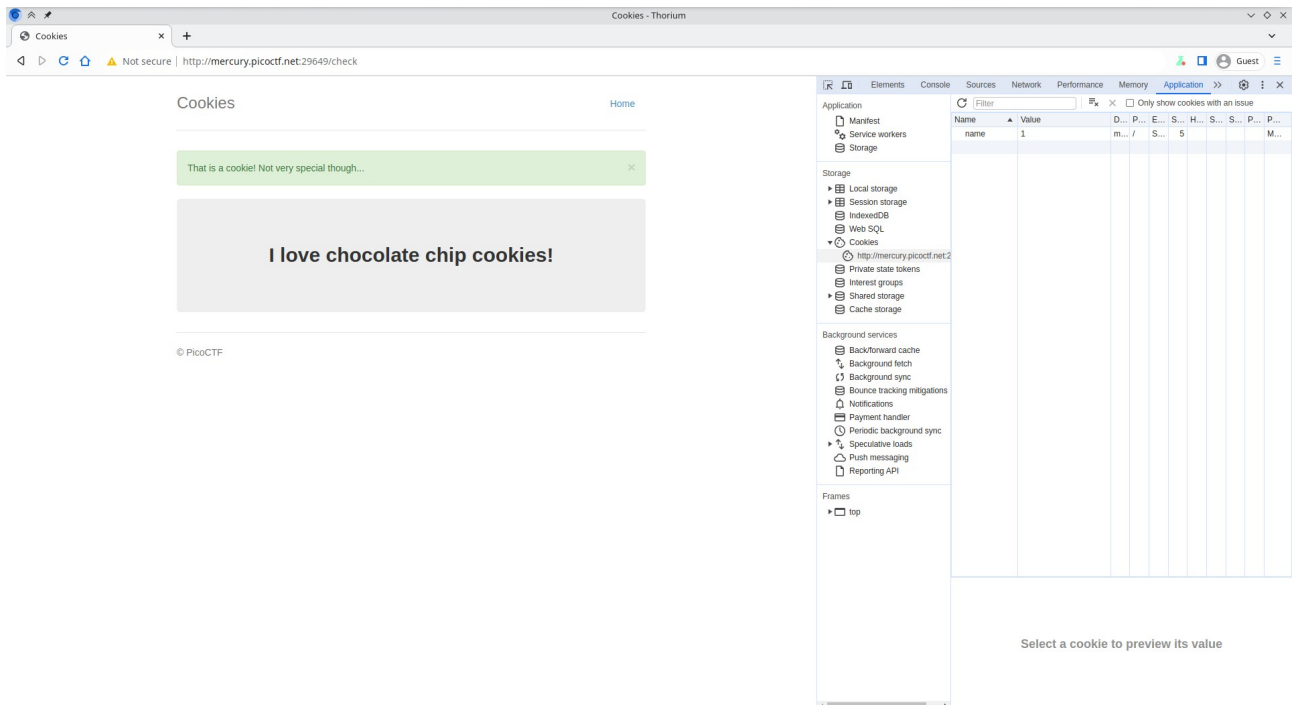 Cookies - Thorium
Cookies
Not secure http://mercury.picoctf.net:29649/check
Guest
Cookies
Home
That is a cookie! Not very special though...
I love chocolate chip cookies!
© PicoCTF
Elements Console Sources Network Performance Memory Application
Application
Manifest
Service workers
Storage
Storage
Local storage
Session storage
IndexedDB
Web SQL
Cookies
http://mercury.picoctf.net:2
Private state tokens
Interest groups
Shared storage
Cache storage
Background services
Back/forward cache
Background fetch
Background sync
Bounce tracking mitigations
Notifications
Payment handler
Periodic background sync
Speculative loads
Push messaging
Reporting API
Frames
top
Filter
Only show cookies with an issue
Name Value D... P... E... S... H... S... S... P... P...
name 1 m... / S... 5 M...
Select a cookie to preview its value